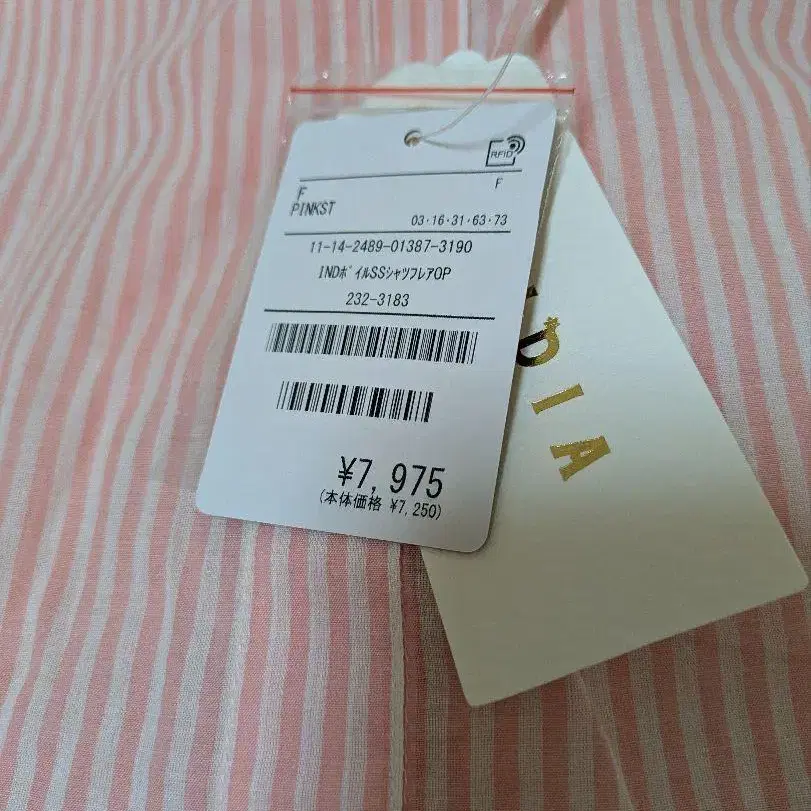 RFID
F
F
PINKST
03・16・31・63・73
11-14-2489-01387-3190
INDﾎﾞｲﾙSSｼｬﾂﾌﾚｱOP
232-3183
¥7,975
(本体価格 ¥7,250)
DIA